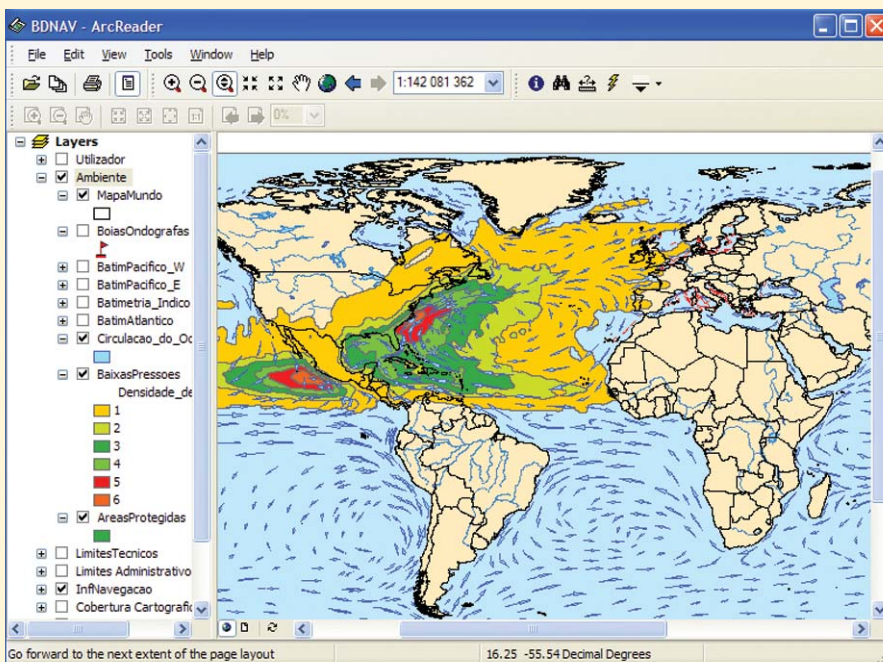 BDNAV - ArcReader
File Edit View Tools Window Help
1:142 081 362
0%
Layers
Utilizador
Ambiente
MapaMundo
BoiasOndografas
BatimPacifico_W
BatimPacifico_E
Batimetria_Indico
BatimAtlantico
Circulacao_do_Oc
BaixasPressoes
Densidade_de
1
2
3
4
5
6
AreasProtegidas
LimitesTecnicos
Limites Administrativo
InfNavegacao
Cobertura Cartografic
Go forward to the next extent of the page layout
16.25 -55.54 Decimal Degrees